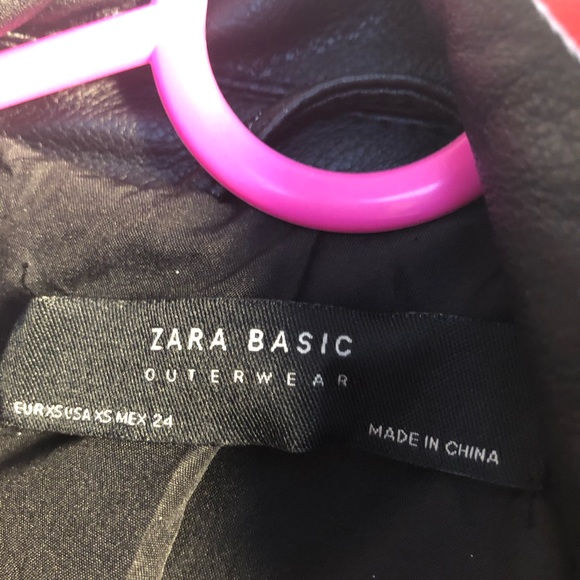 ZARA BASIC
OUTERWEAR
EUR XS USA XS MEX 24
MADE IN CHINA